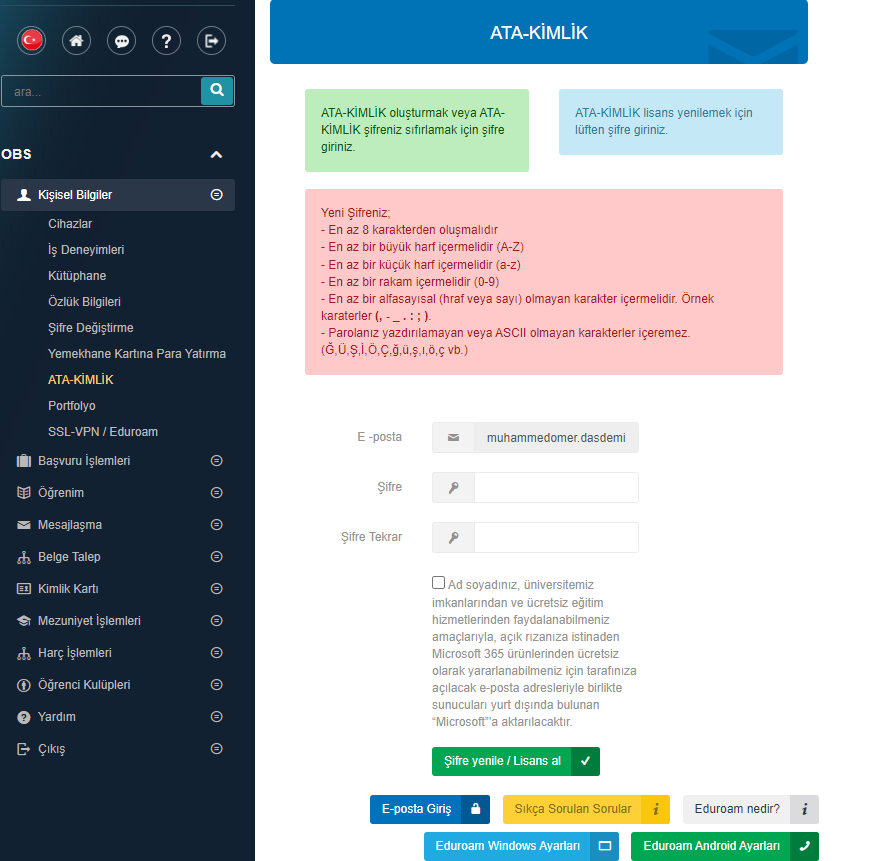 ara...
OBS
Kişisel Bilgiler
Cihazlar
İş Deneyimleri
Kütüphane
Özlük Bilgileri
Şifre Değiştirme
Yemekhane Kartına Para Yatırma
ATA-KİMLİK
Portfolyo
SSL-VPN / Eduroam
Başvuru İşlemleri
Öğrenim
Mesajlaşma
Belge Talep
Kimlik Kartı
Mezuniyet İşlemleri
Harç İşlemleri
Öğrenci Kulüpleri
Yardım
Çıkış
ATA-KİMLİK
ATA-KİMLİK oluşturmak veya ATA-
KİMLİK şifreniz sıfırlamak için şifre
giriniz.
ATA-KİMLİK lisans yenilemek için
lüften şifre giriniz.
Yeni Şifreniz;
- En az 8 karakterden oluşmalıdır
- En az bir büyük harf içermelidir (A-Z)
- En az bir küçük harf içermelidir (a-z)
- En az bir rakam içermelidir (0-9)
- En az bir alfasayısal (hraf veya sayı) olmayan karakter içermelidir. Örnek
karaterler (, - _ . : ; ).
- Parolanız yazdırılamayan veya ASCII olmayan karakterler içeremez.
(Ğ,Ü,Ş,İ,Ö,Ç,ğ,ü,ş,ı,ö,ç vb.)
E -posta
muhammedomer.dasdemi
Şifre
Şifre Tekrar
Ad soyadınız, üniversitemiz
imkanlarından ve ücretsiz eğitim
hizmetlerinden faydalanabilmeniz
amaçlarıyla, açık rızanıza istinaden
Microsoft 365 ürünlerinden ücretsiz
olarak yararlanabilmeniz için tarafınıza
açılacak e-posta adresleriyle birlikte
sunucuları yurt dışında bulunan
“Microsoft”'a aktarılacaktır.
Şifre yenile / Lisans al
E-posta Giriş
Sıkça Sorulan Sorular
Eduroam nedir?
Eduroam Windows Ayarları
Eduroam Android Ayarları